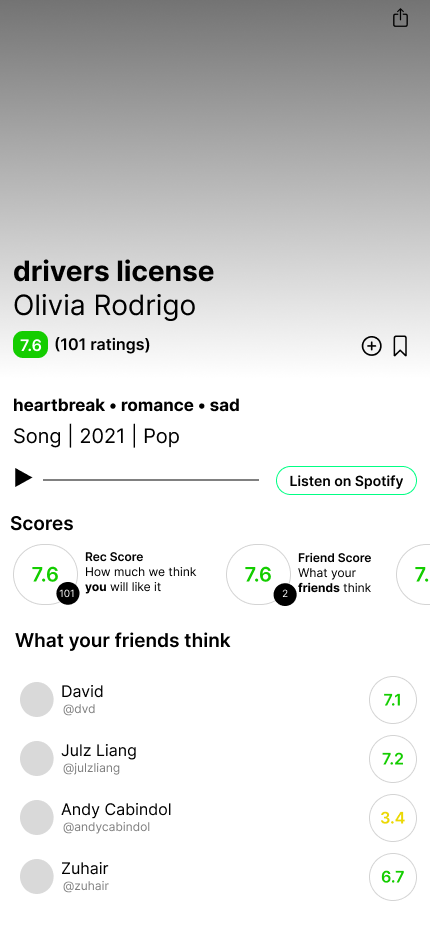 drivers license
Olivia Rodrigo
7.6 (101 ratings)
heartbreak • romance • sad
Song | 2021 | Pop
Listen on Spotify
Scores
7.6
101
Rec Score
How much we think
you will like it
7.6
2
Friend Score
What your
friends think
7.
What your friends think
David
@dvd
7.1
Julz Liang
@julzliang
7.2
Andy Cabindol
@andycabindol
3.4
Zuhair
@zuhair
6.7